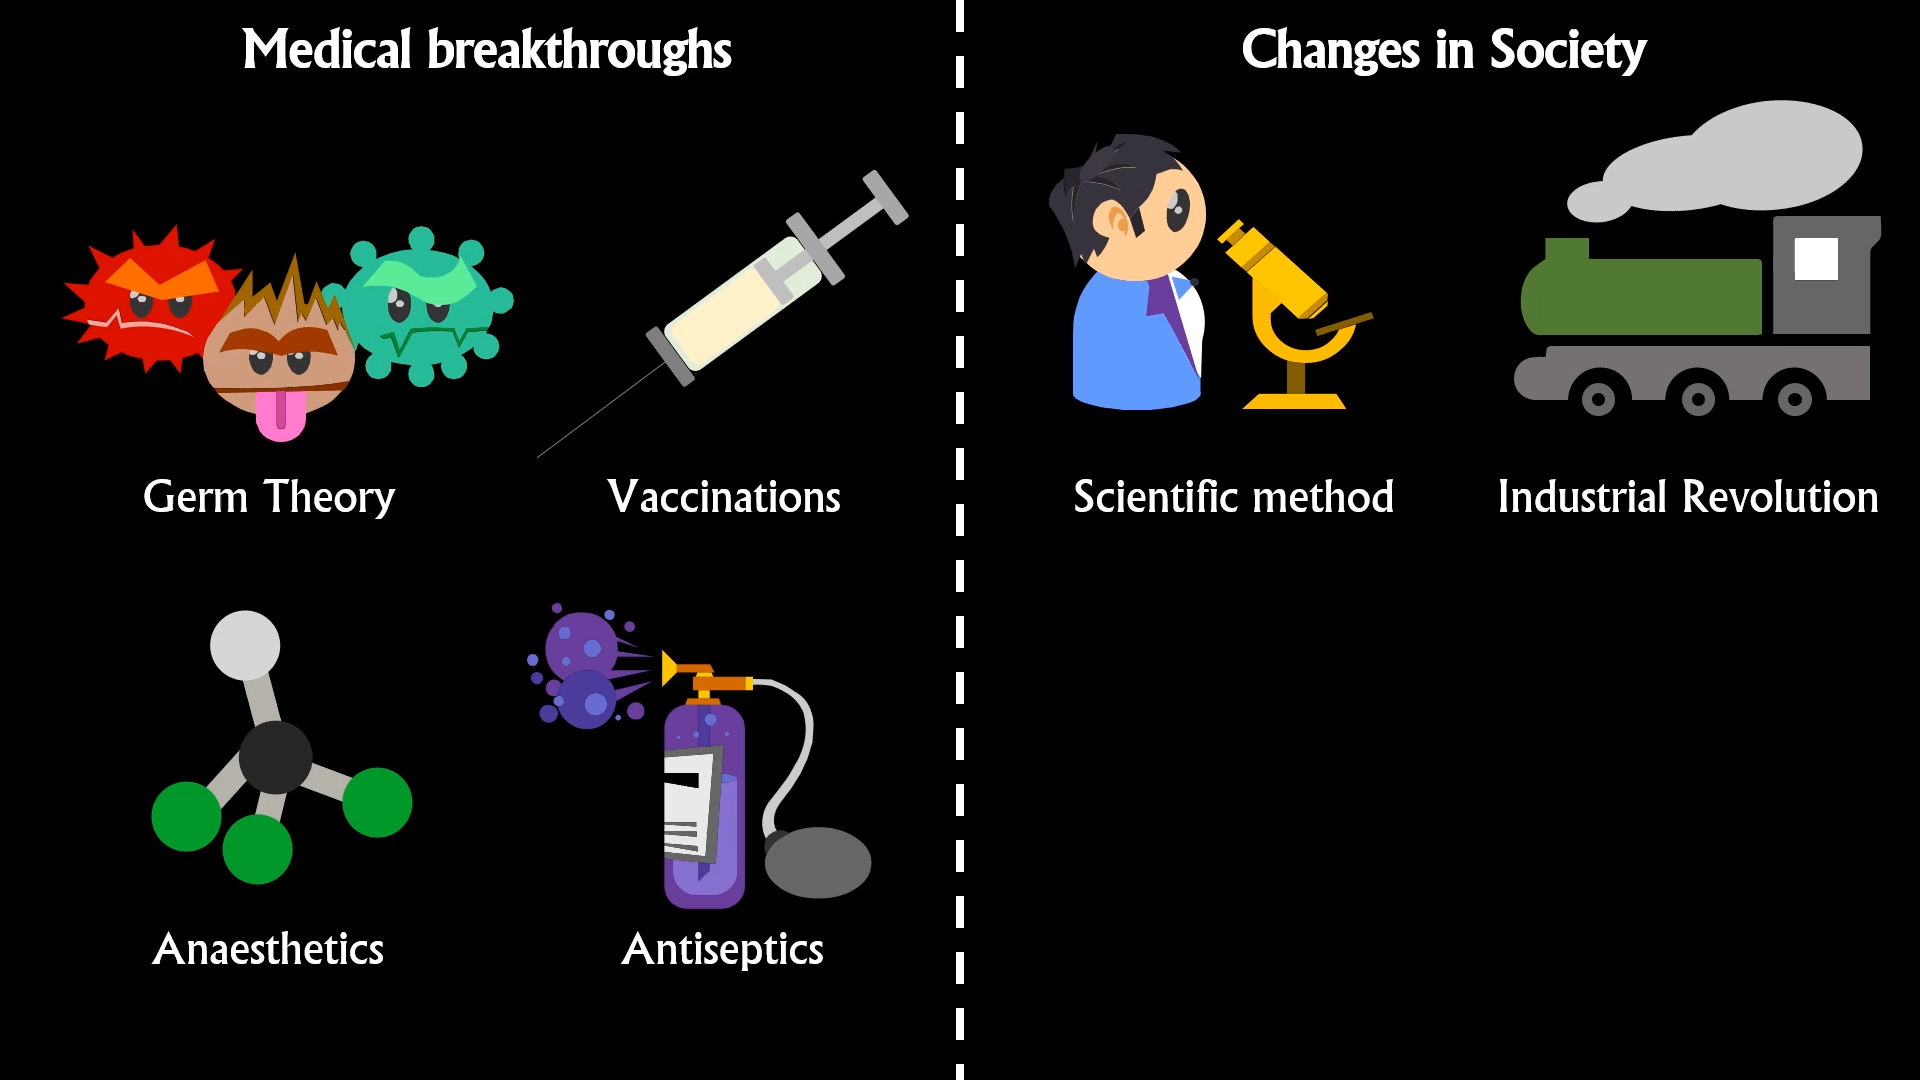 Medical breakthroughs
Changes in Society
Germ Theory
Vaccinations
Scientific method
Industrial Revolution
Anaesthetics
Antiseptics